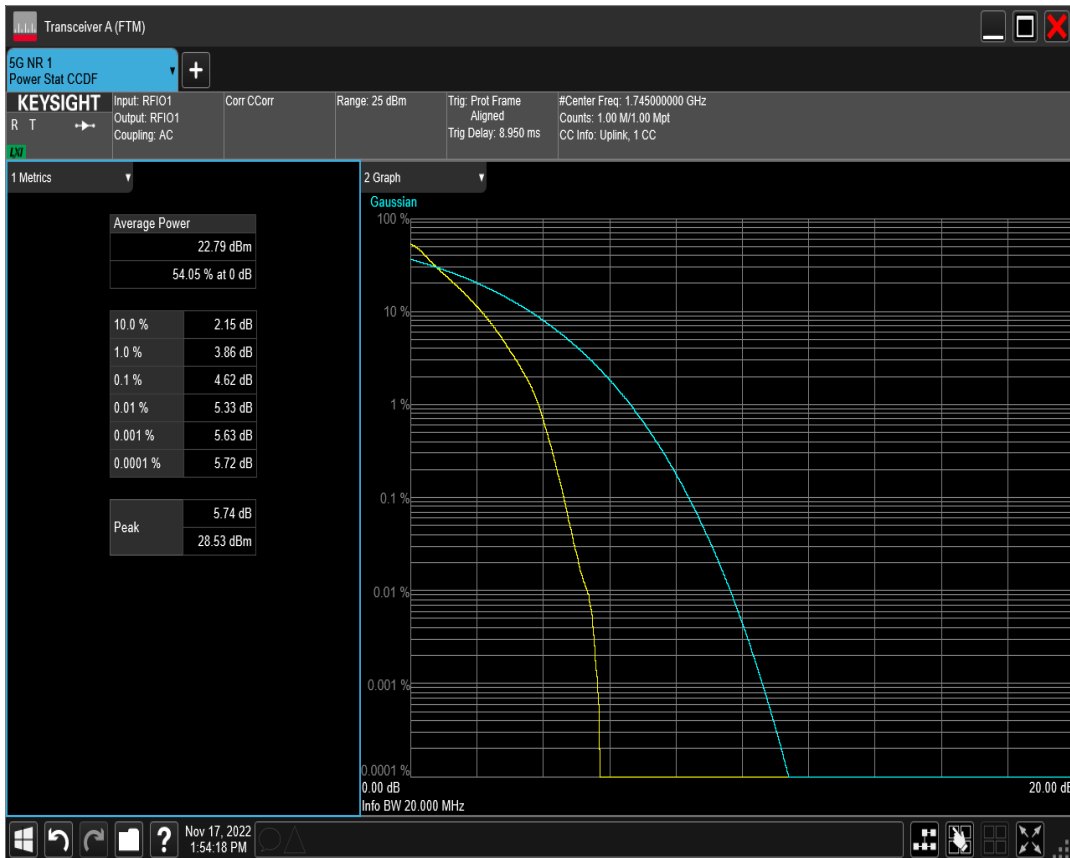 Transceiver A (FTM)
5G NR 1
Power Stat CCDF
+
KEYSIGHT
R T
LXI
Input: RFIO1
Output: RFIO1
Coupling: AC
Corr CCorr
Range: 25 dBm
Trig: Prot Frame
Aligned
Trig Delay: 8.950 ms
#Center Freq: 1.745000000 GHz
Counts: 1.00 M/1.00 Mpt
CC Info: Uplink, 1 CC
1 Metrics
Average Power
22.79 dBm
54.05 % at 0 dB
10.0 % 2.15 dB
1.0 % 3.86 dB
0.1 % 4.62 dB
0.01 % 5.33 dB
0.001 % 5.63 dB
0.0001 % 5.72 dB
Peak
5.74 dB
28.53 dBm
2 Graph
Gaussian
100 %
10 %
1 %
0.1 %
0.01 %
0.001 %
0.0001 %
0.00 dB 20.00 dB
Info BW 20.000 MHz
?
Nov 17, 2022
1:54:18 PM